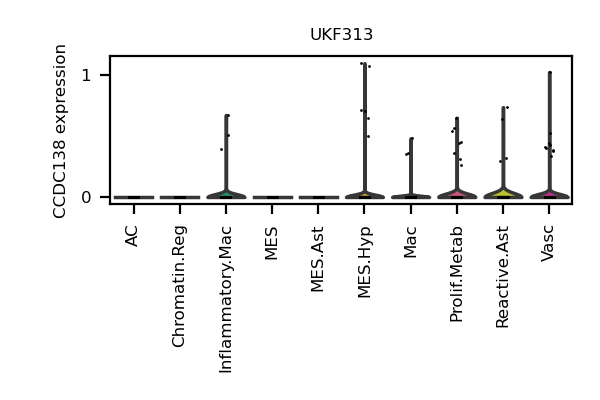 UKF313
CCDC138 expression
1
0
AC
Chromatin.Reg
Inflammatory.Mac
MES
MES.Ast
MES.Hyp
Mac
Prolif.Metab
Reactive.Ast
Vasc